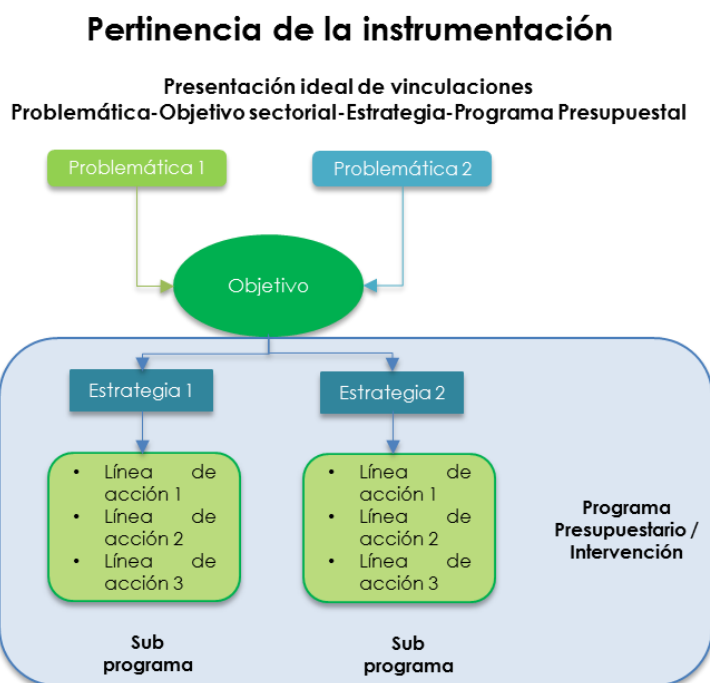 Pertinencia de la instrumentación
Presentación ideal de vinculaciones
Problemática-Objetivo sectorial-Estrategia-Programa Presupuestal
Problemática 1
Problemática 2
Objetivo
Estrategia 1
Estrategia 2
• Línea de
acción 1
• Línea de
acción 2
• Línea de
acción 3
• Línea de
acción 1
• Línea de
acción 2
• Línea de
acción 3
Programa
Presupuestario /
Intervención
Sub
programa
Sub
programa